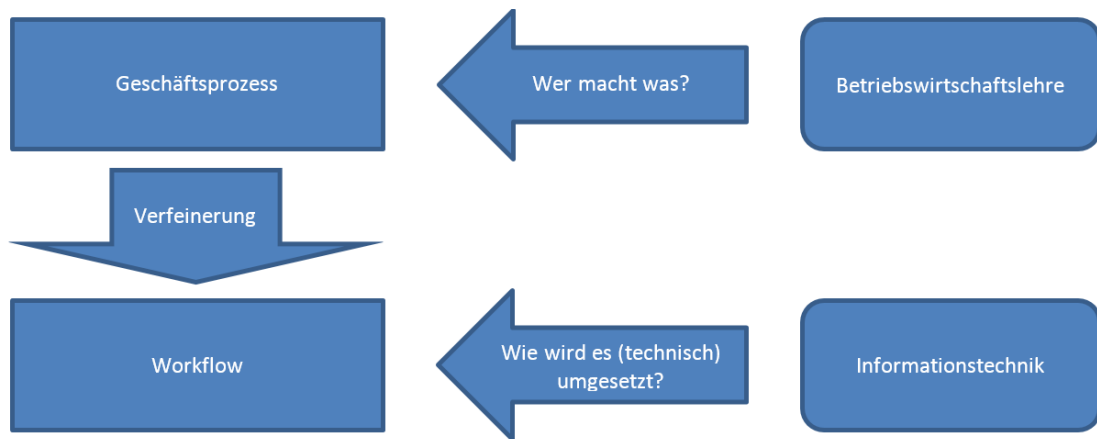 Geschäftsprozess
Wer macht was?
Betriebswirtschaftslehre
Verfeinerung
Workflow
Wie wird es (technisch)
umgesetzt?
Informationstechnik